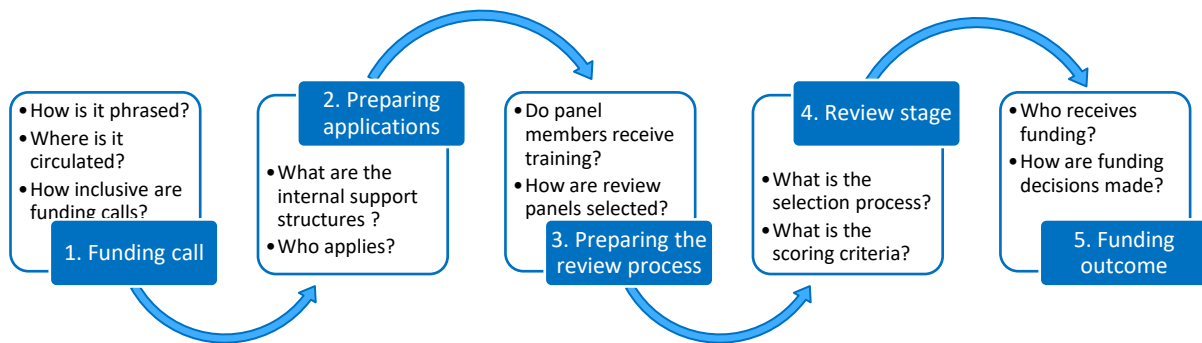 • How is it phrased?
• Where is it
circulated?
• How inclusive are
funding calls?
1. Funding call
2. Preparing
applications
• What are the
internal support
structures ?
• Who applies?
• Do panel
members receive
training?
• How are review
panels selected?
3. Preparing the
review process
4. Review stage
• What is the
selection process?
• What is the
scoring criteria?
• Who receives
funding?
• How are funding
decisions made?
5. Funding
outcome